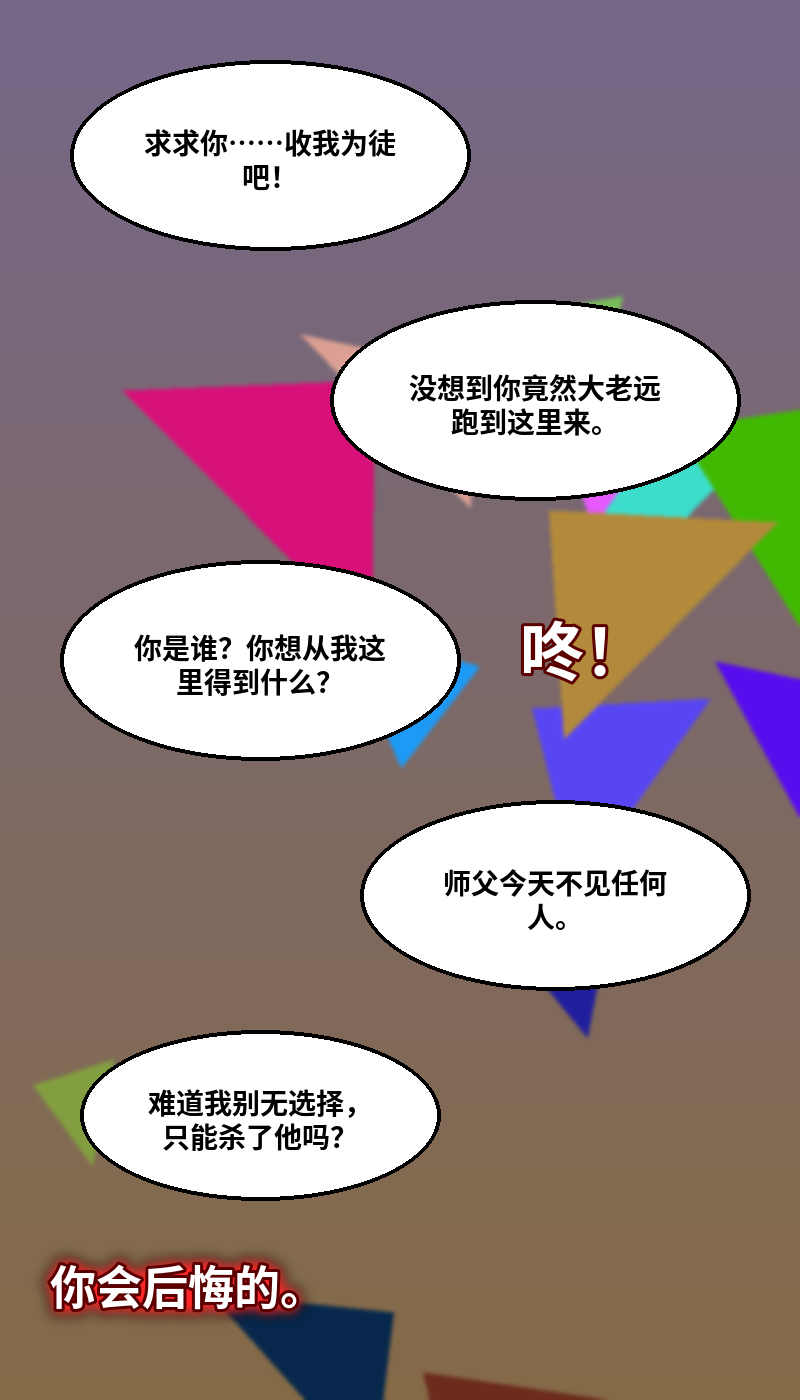 求求你……收我为徒
吧！
没想到你竟然大老远
跑到这里来。
你是谁？你想从我这
里得到什么？
咚！
师父今天不见任何
人。
难道我别无选择，
只能杀了他吗？
你会后悔的。